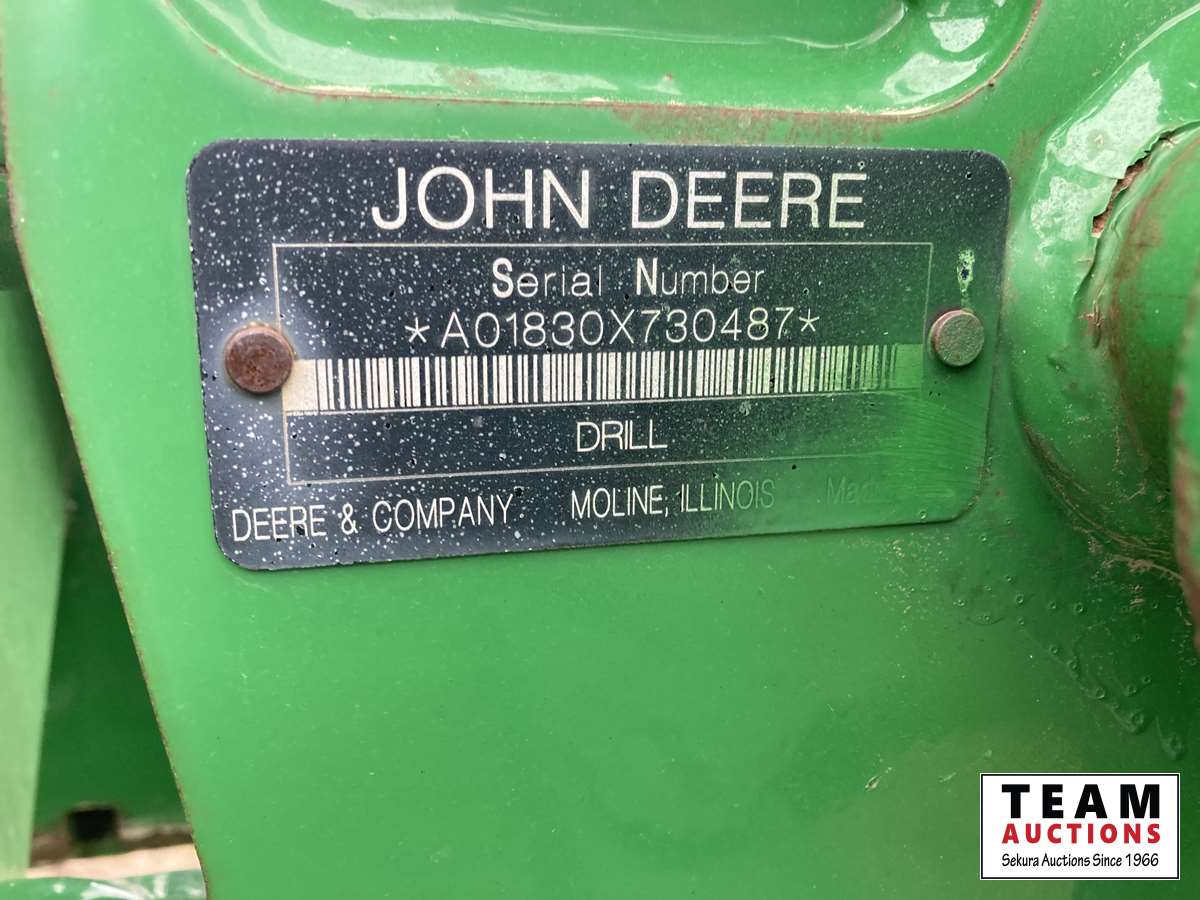 JOHN DEERE
Serial Number
*A01830X730487*
DRILL
DEERE & COMPANY MOLINE, ILLINOIS
TEAM
AUCTIONS
Sekura Auctions Since 1966